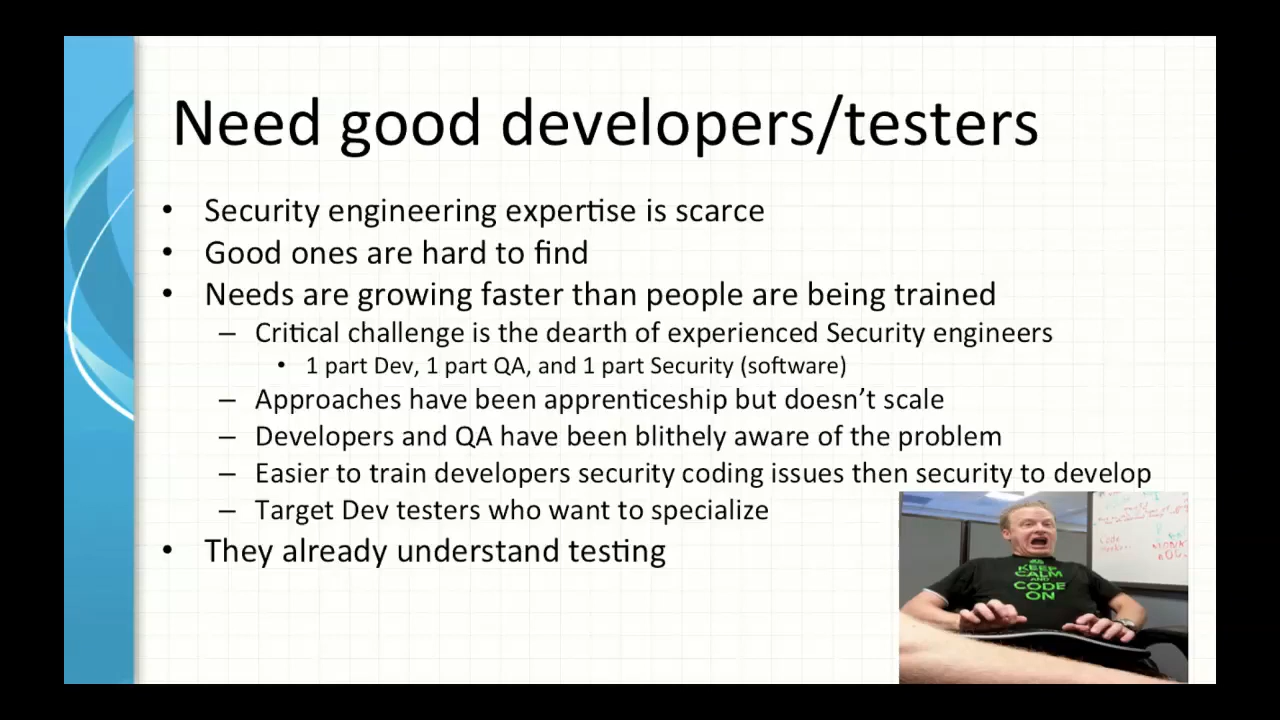 Need good developers/testers
• Security engineering expertise is scarce
• Good ones are hard to find
• Needs are growing faster than people are being trained
– Critical challenge is the dearth of experienced Security engineers
• 1 part Dev, 1 part QA, and 1 part Security (software)
– Approaches have been apprenticeship but doesn't scale
– Developers and QA have been blithely aware of the problem
– Easier to train developers security coding issues then security to develop
– Target Dev testers who want to specialize
• They already understand testing
KEEP
CALM
AND
CODE
ON
Code